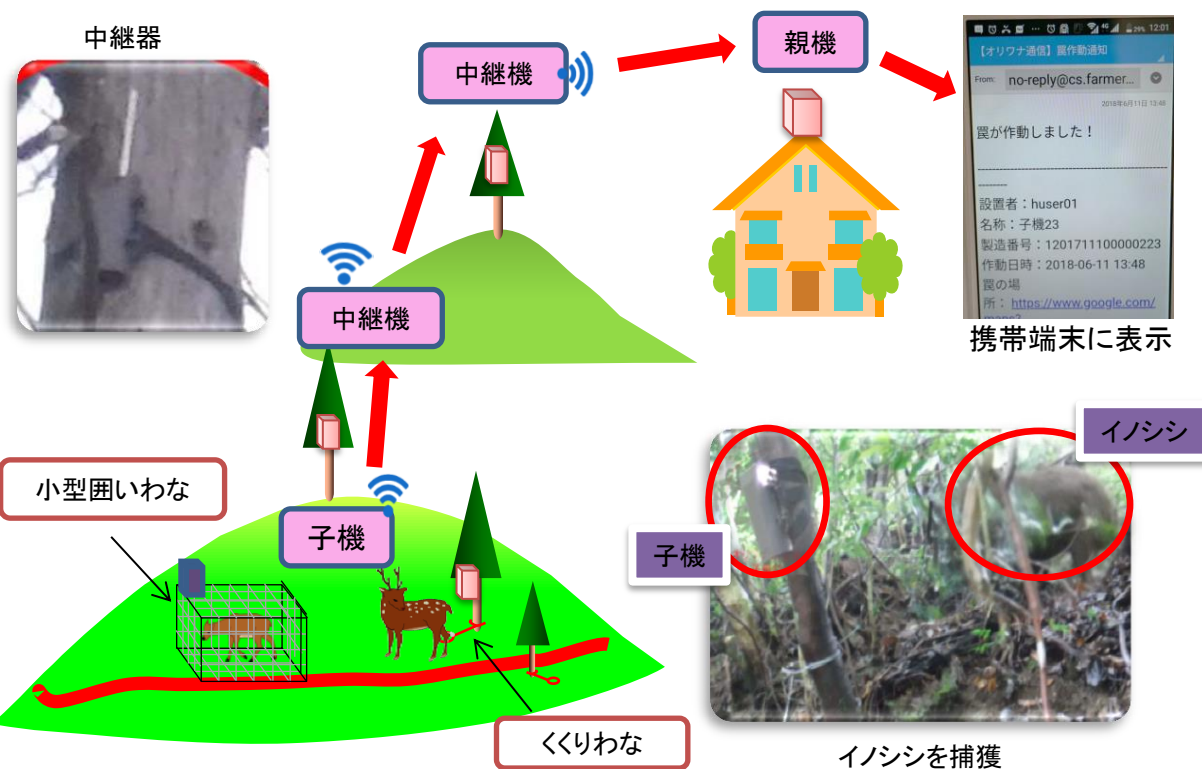 中継器
中継機
親機
12:01
【オリワナ通信】罠作動通知
From: no-reply@cs.farmer...
2018年6月11日 13:48
罠が作動しました！
設置者：huser01
名称：子機23
製造番号：1201711100000223
作動日時：2018-06-11 13:48
罠の場
所：https://www.google.com/
maps?
携帯端末に表示
中継機
イノシシ
小型囲いわな
子機
子機
くくりわな
イノシシを捕獲